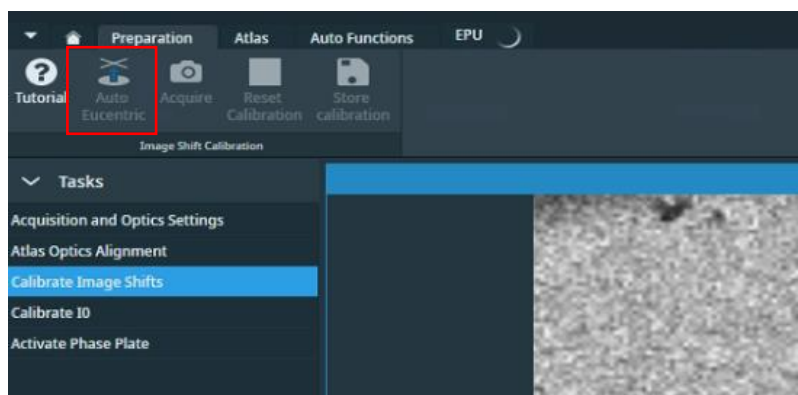 Preparation Atlas Auto Functions EPU
Tutorial Auto Eucentric Acquire Reset Calibration Store calibration
Image Shift Calibration
Tasks
Acquisition and Optics Settings
Atlas Optics Alignment
Calibrate Image Shifts
Calibrate I0
Activate Phase Plate